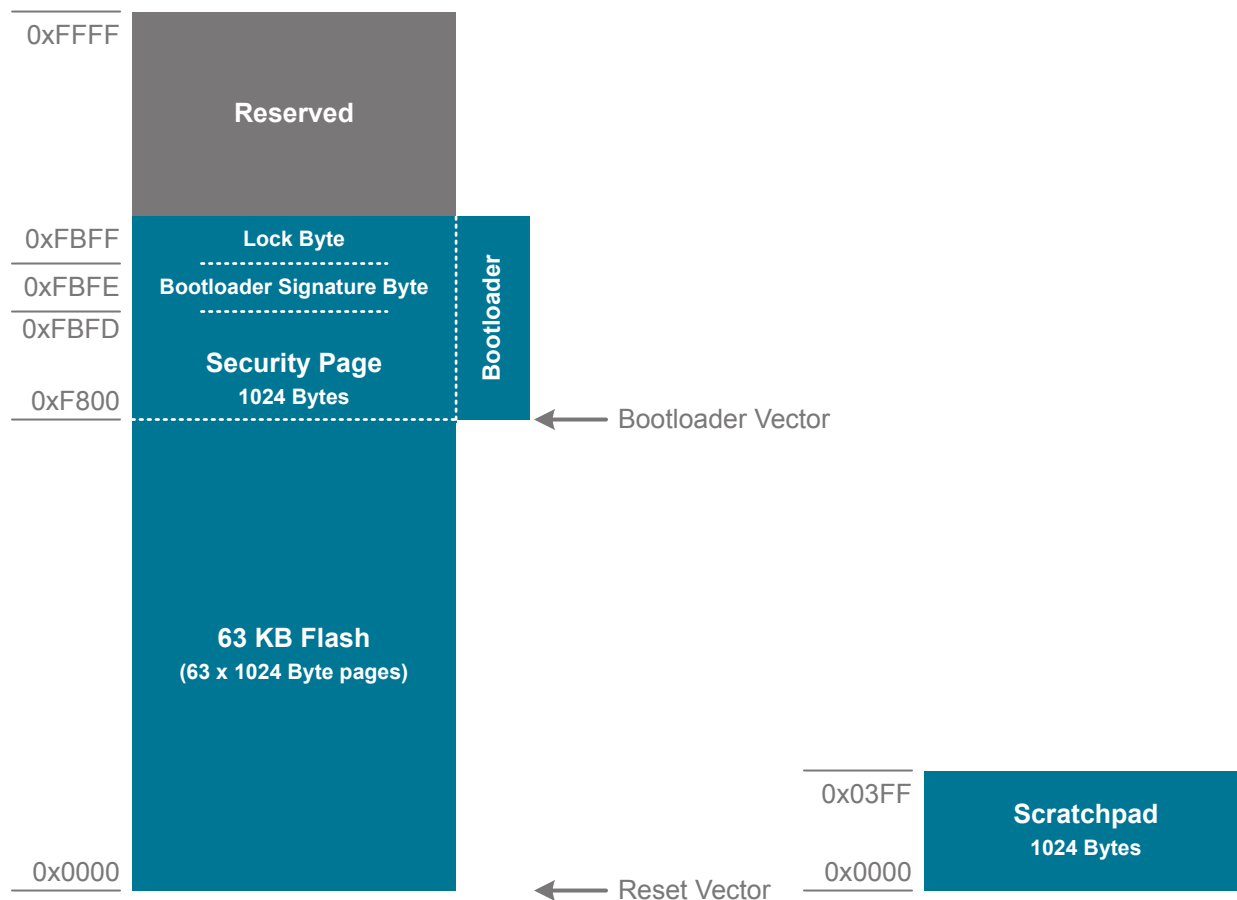 0xFFFF
Reserved
0xFBFF
Lock Byte
0xFBFE
Bootloader Signature Byte
0xFBFD
Security Page
1024 Bytes
0xF800
Bootloader
Bootloader Vector
63 KB Flash
(63 x 1024 Byte pages)
0x0000
Reset Vector
0x03FF
Scratchpad
1024 Bytes
0x0000